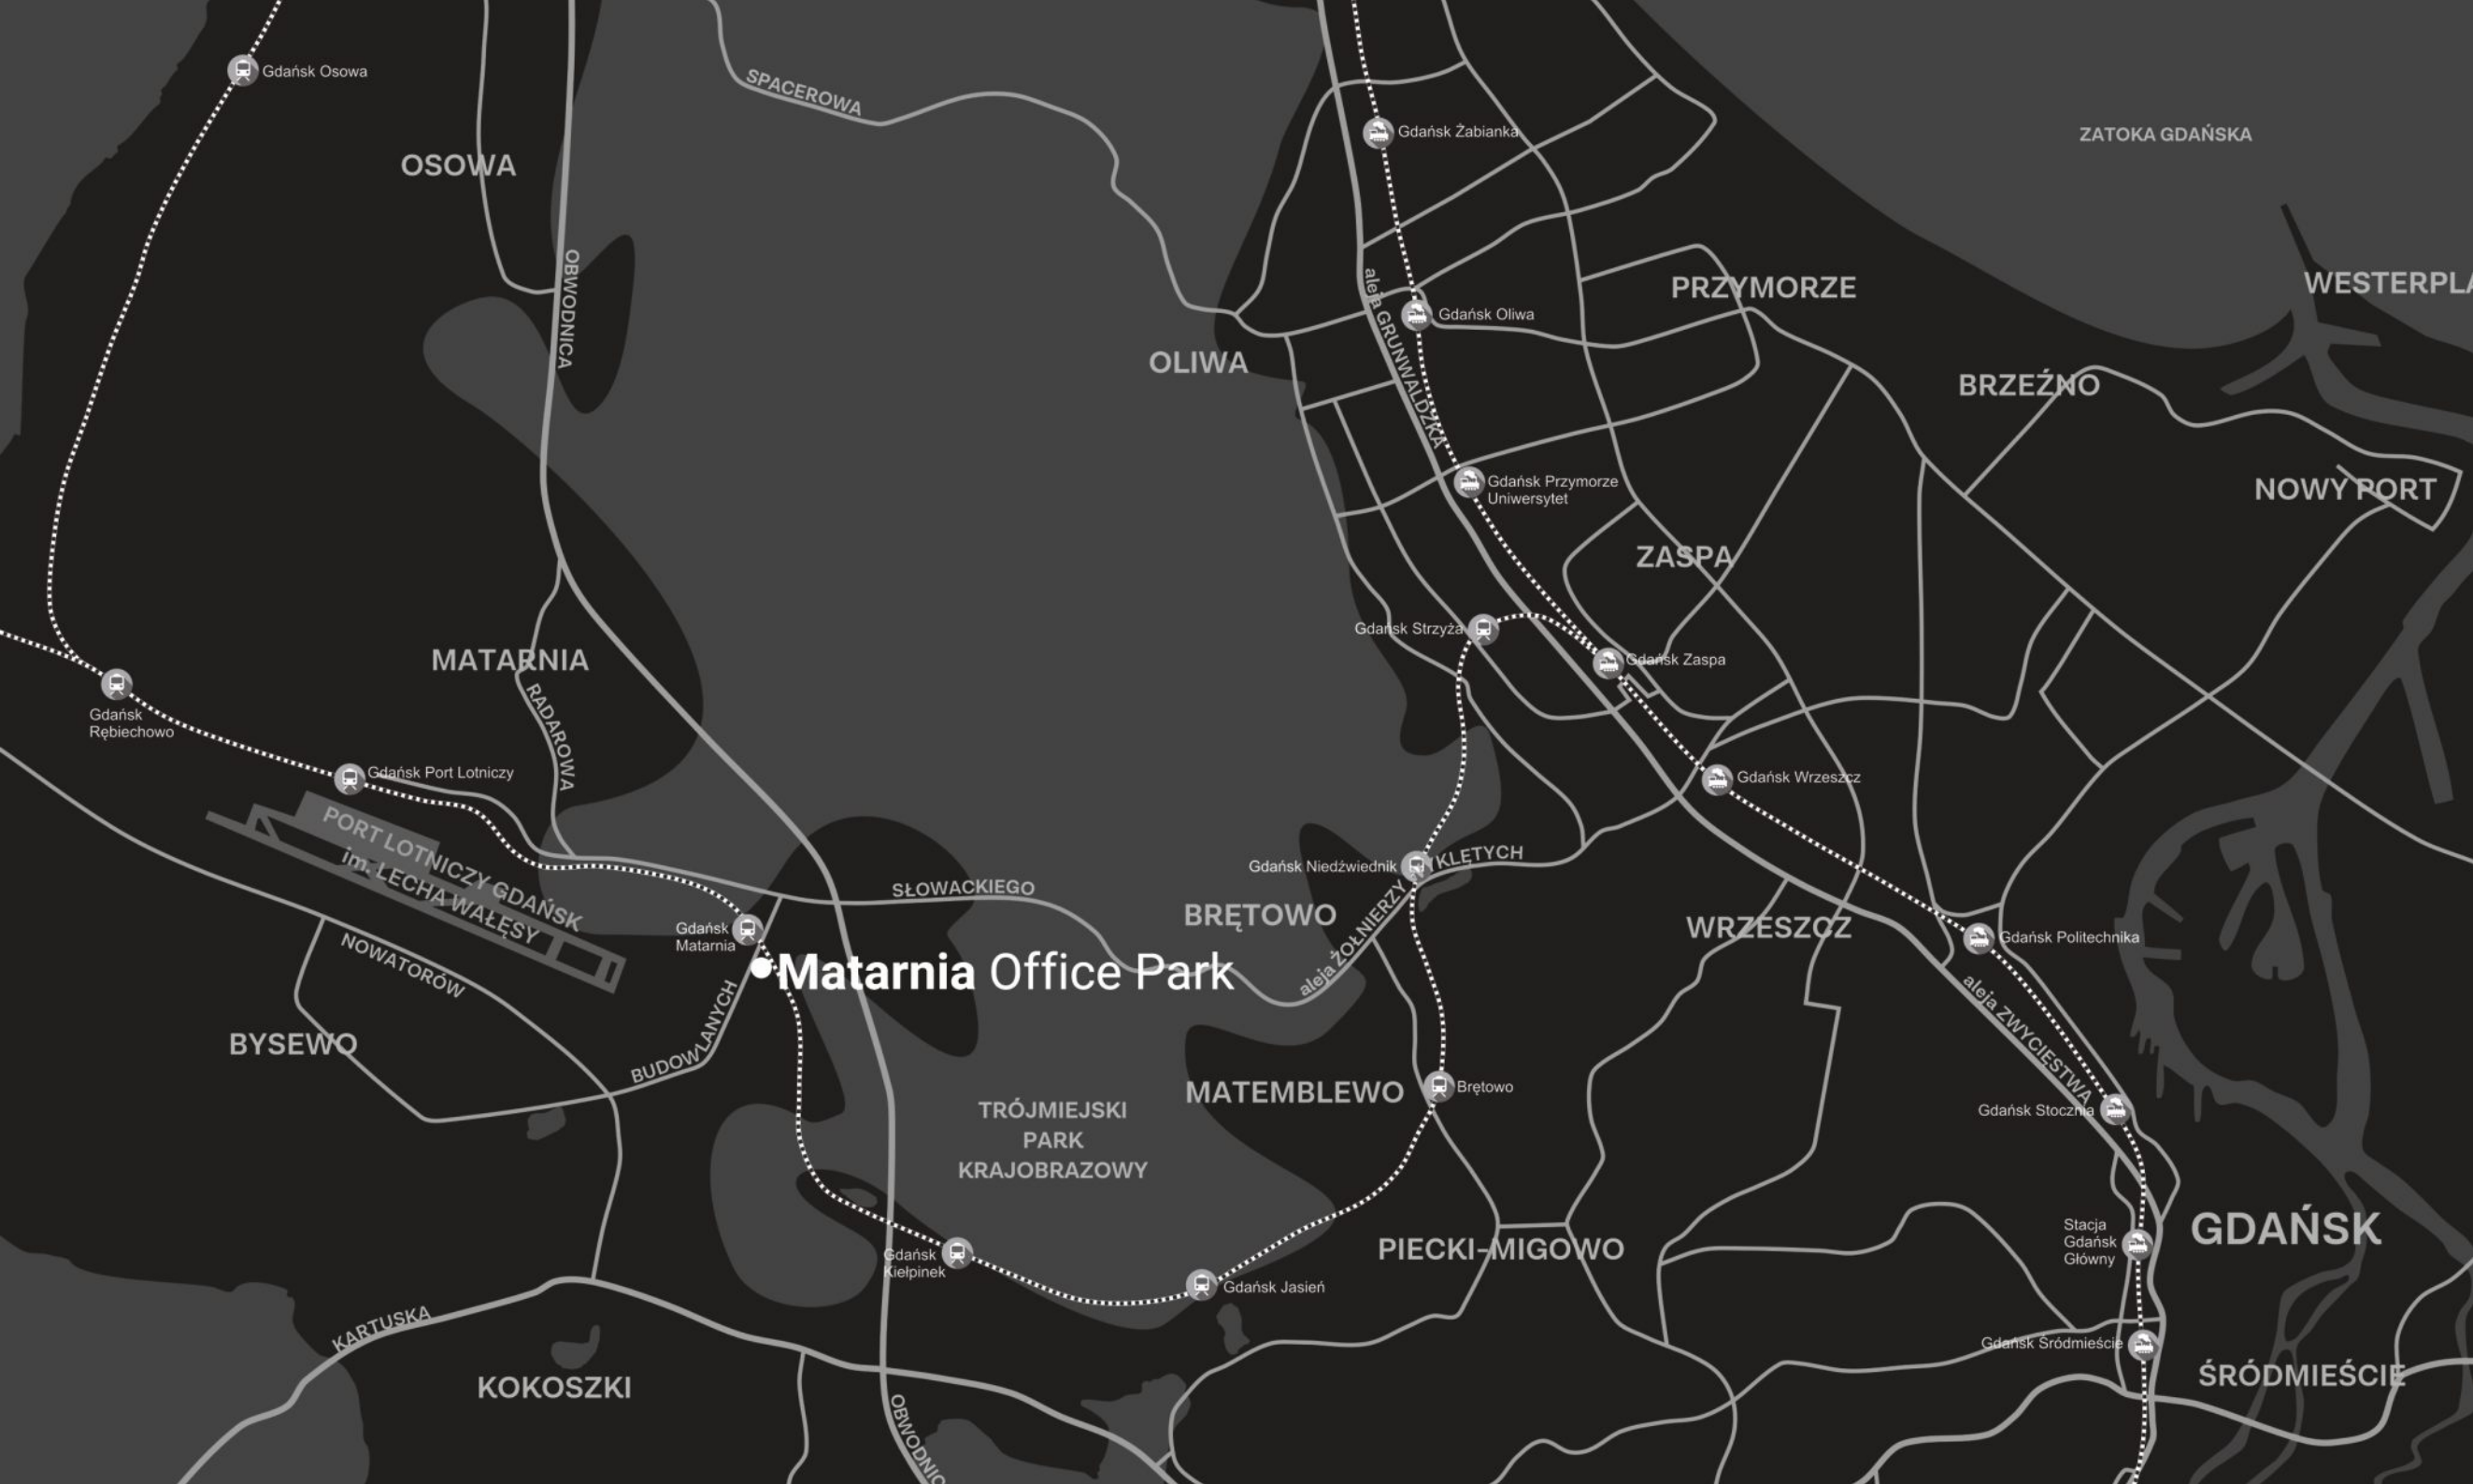 Gdańsk Osowa
SPACEROWA
Gdańsk Żabianka
ZATOKA GDAŃSKA
OSOWA
OBWODNICA
aleja GRUNWALDZKA
PRZYMORZE
Gdańsk Oliwa
OLIWA
BRZEŹNO
Gdańsk Przymorze
Uniwersytet
NOWY PORT
ZASPA
Gdańsk Strzyża
Gdańsk Zaspa
MATARNIA
RADAROWA
Gdańsk
Rębiechowo
Gdańsk Port Lotniczy
Gdańsk Wrzeszcz
PORT LOTNICZY GDAŃSK
im. LECHA WAŁĘSY
Gdańsk Niedźwiednik
aleja ŻOŁNIERZY WYKLĘTYCH
SŁOWACKIEGO
BRĘTOWO
WRZESZCZ
Gdańsk
Matarnia
Gdańsk Politechnika
NOWATORÓW
Matarnia Office Park
aleja ZWYCIĘSTWA
BUDOWLANYCH
BYSEWO
MATEMBLEWO
Brętowo
TRÓJMIEJSKI
PARK
KRAJOBRAZOWY
Gdańsk Stocznia
GDAŃSK
Stacja
Gdańsk
Główny
PIECKI-MIGOWO
Gdańsk
Kiełpinek
Gdańsk Jasień
KARTUSKA
Gdańsk Śródmieście
ŚRÓDMIEŚCIE
KOKOSZKI